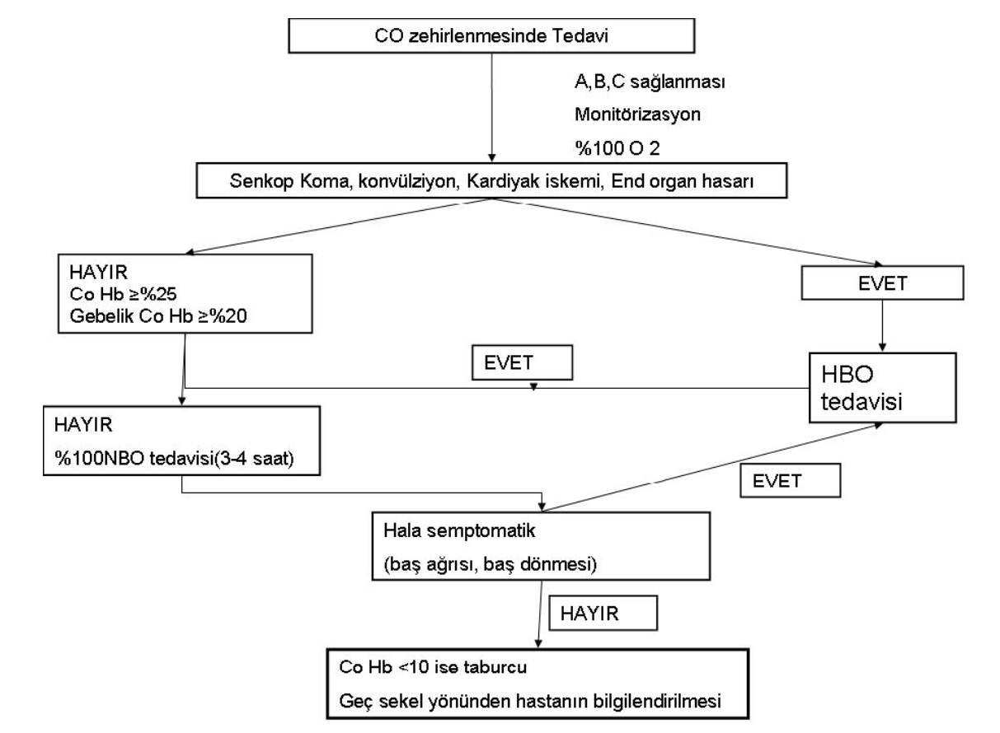 CO zehirlenmesinde Tedavi
A,B,C sağlanması
Monitörizasyon
%100 O 2
Senkop Koma, konvülziyon, Kardiyak iskemi, End organ hasarı
HAYIR
Co Hb ≥%25
Gebelik Co Hb ≥%20
EVET
EVET
HBO
tedavisi
HAYIR
%100NBO tedavisi(3-4 saat)
EVET
Hala semptomatik
(baş ağrısı, baş dönmesi)
HAYIR
Co Hb <10 ise taburcu
Geç sekel yönünden hastanın bilgilendirilmesi